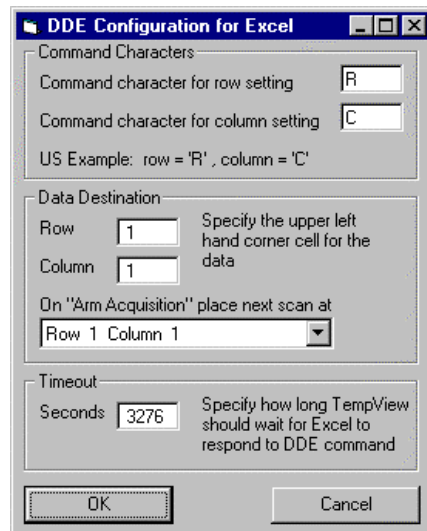 DDE Configuration for Excel
Command Characters
Command character for row setting R
Command character for column setting C
US Example: row = 'R' , column = 'C'
Data Destination
Row 1
Column 1
Specify the upper left
hand corner cell for the
data
On "Arm Acquisition" place next scan at
Row 1 Column 1
Timeout
Seconds 3276
Specify how long TempView
should wait for Excel to
respond to DDE command
OK Cancel